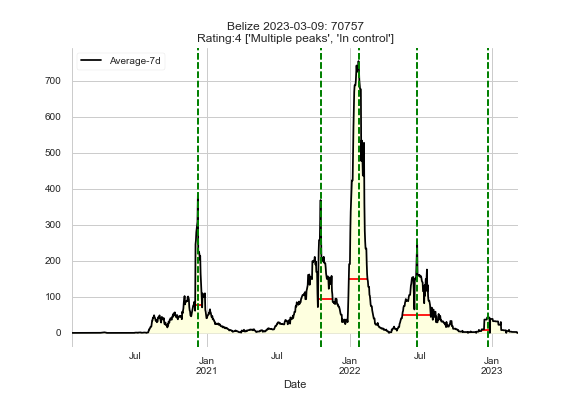 Belize 2023-03-09: 70757
Rating:4 ['Multiple peaks', 'In control']
Average-7d
700
600
500
400
300
200
100
0
Jul
Jan
2021
Jul
Jan
2022
Jul
Jan
2023
Date